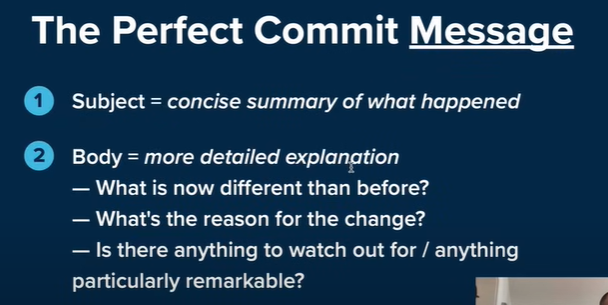 The Perfect Commit Message
1 Subject = concise summary of what happened
2 Body = more detailed explanation
— What is now different than before?
— What's the reason for the change?
— Is there anything to watch out for / anything
particularly remarkable?